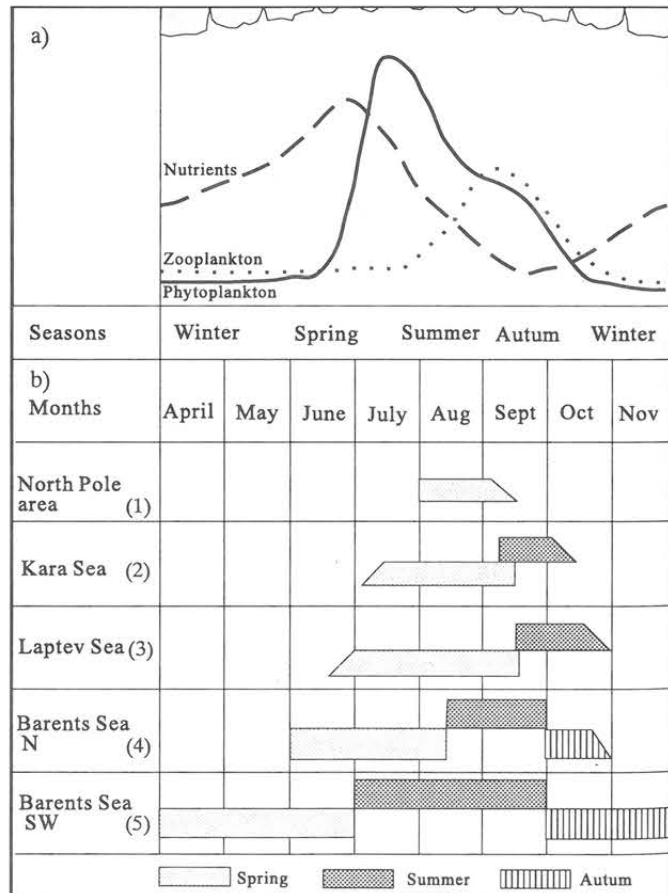 a)
Nutrients
Zooplankton
Phytoplankton
Seasons Winter Spring Summer Autum Winter
b)
Months April May June July Aug Sept Oct Nov
North Pole
area (1)
Kara Sea (2)
Laptev Sea (3)
Barents Sea
N (4)
Barents Sea
SW (5)
Spring Summer Autum